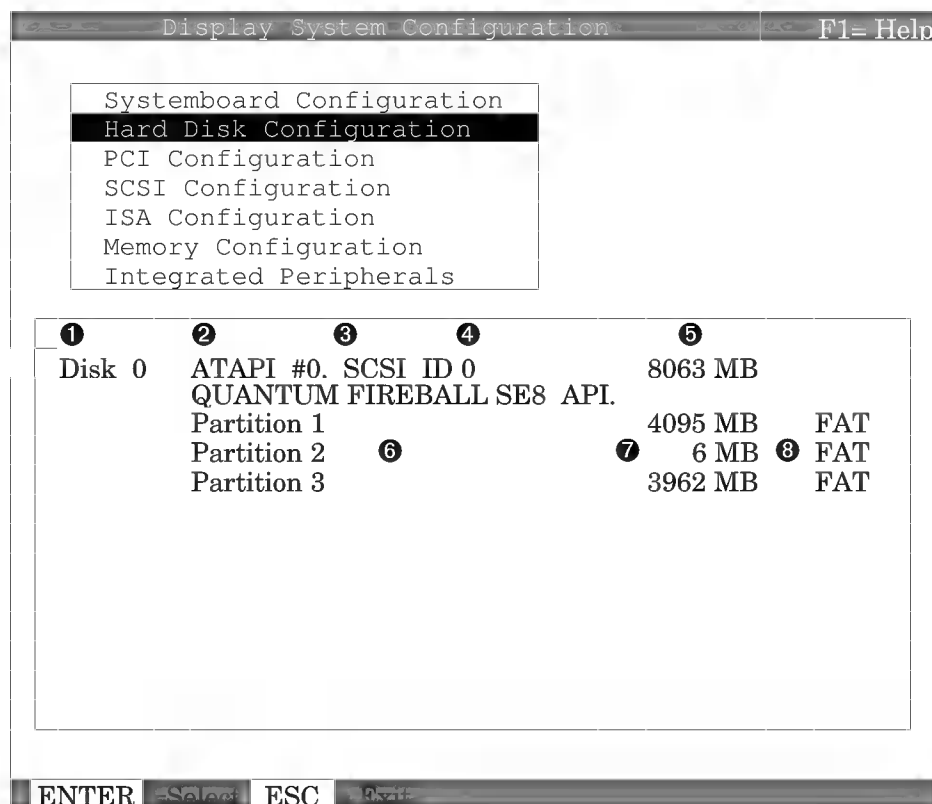 Display System Configuration F1= Help
Systemboard Configuration
Hard Disk Configuration
PCI Configuration
SCSI Configuration
ISA Configuration
Memory Configuration
Integrated Peripherals
❶ ❷ ❸ ❹ ❺
Disk 0 ATAPI #0. SCSI ID 0 8063 MB
QUANTUM FIREBALL SE8 API.
Partition 1 4095 MB FAT
Partition 2 ❻ ❼ 6 MB ❽ FAT
Partition 3 3962 MB FAT
ENTER =Select ESC =Exit